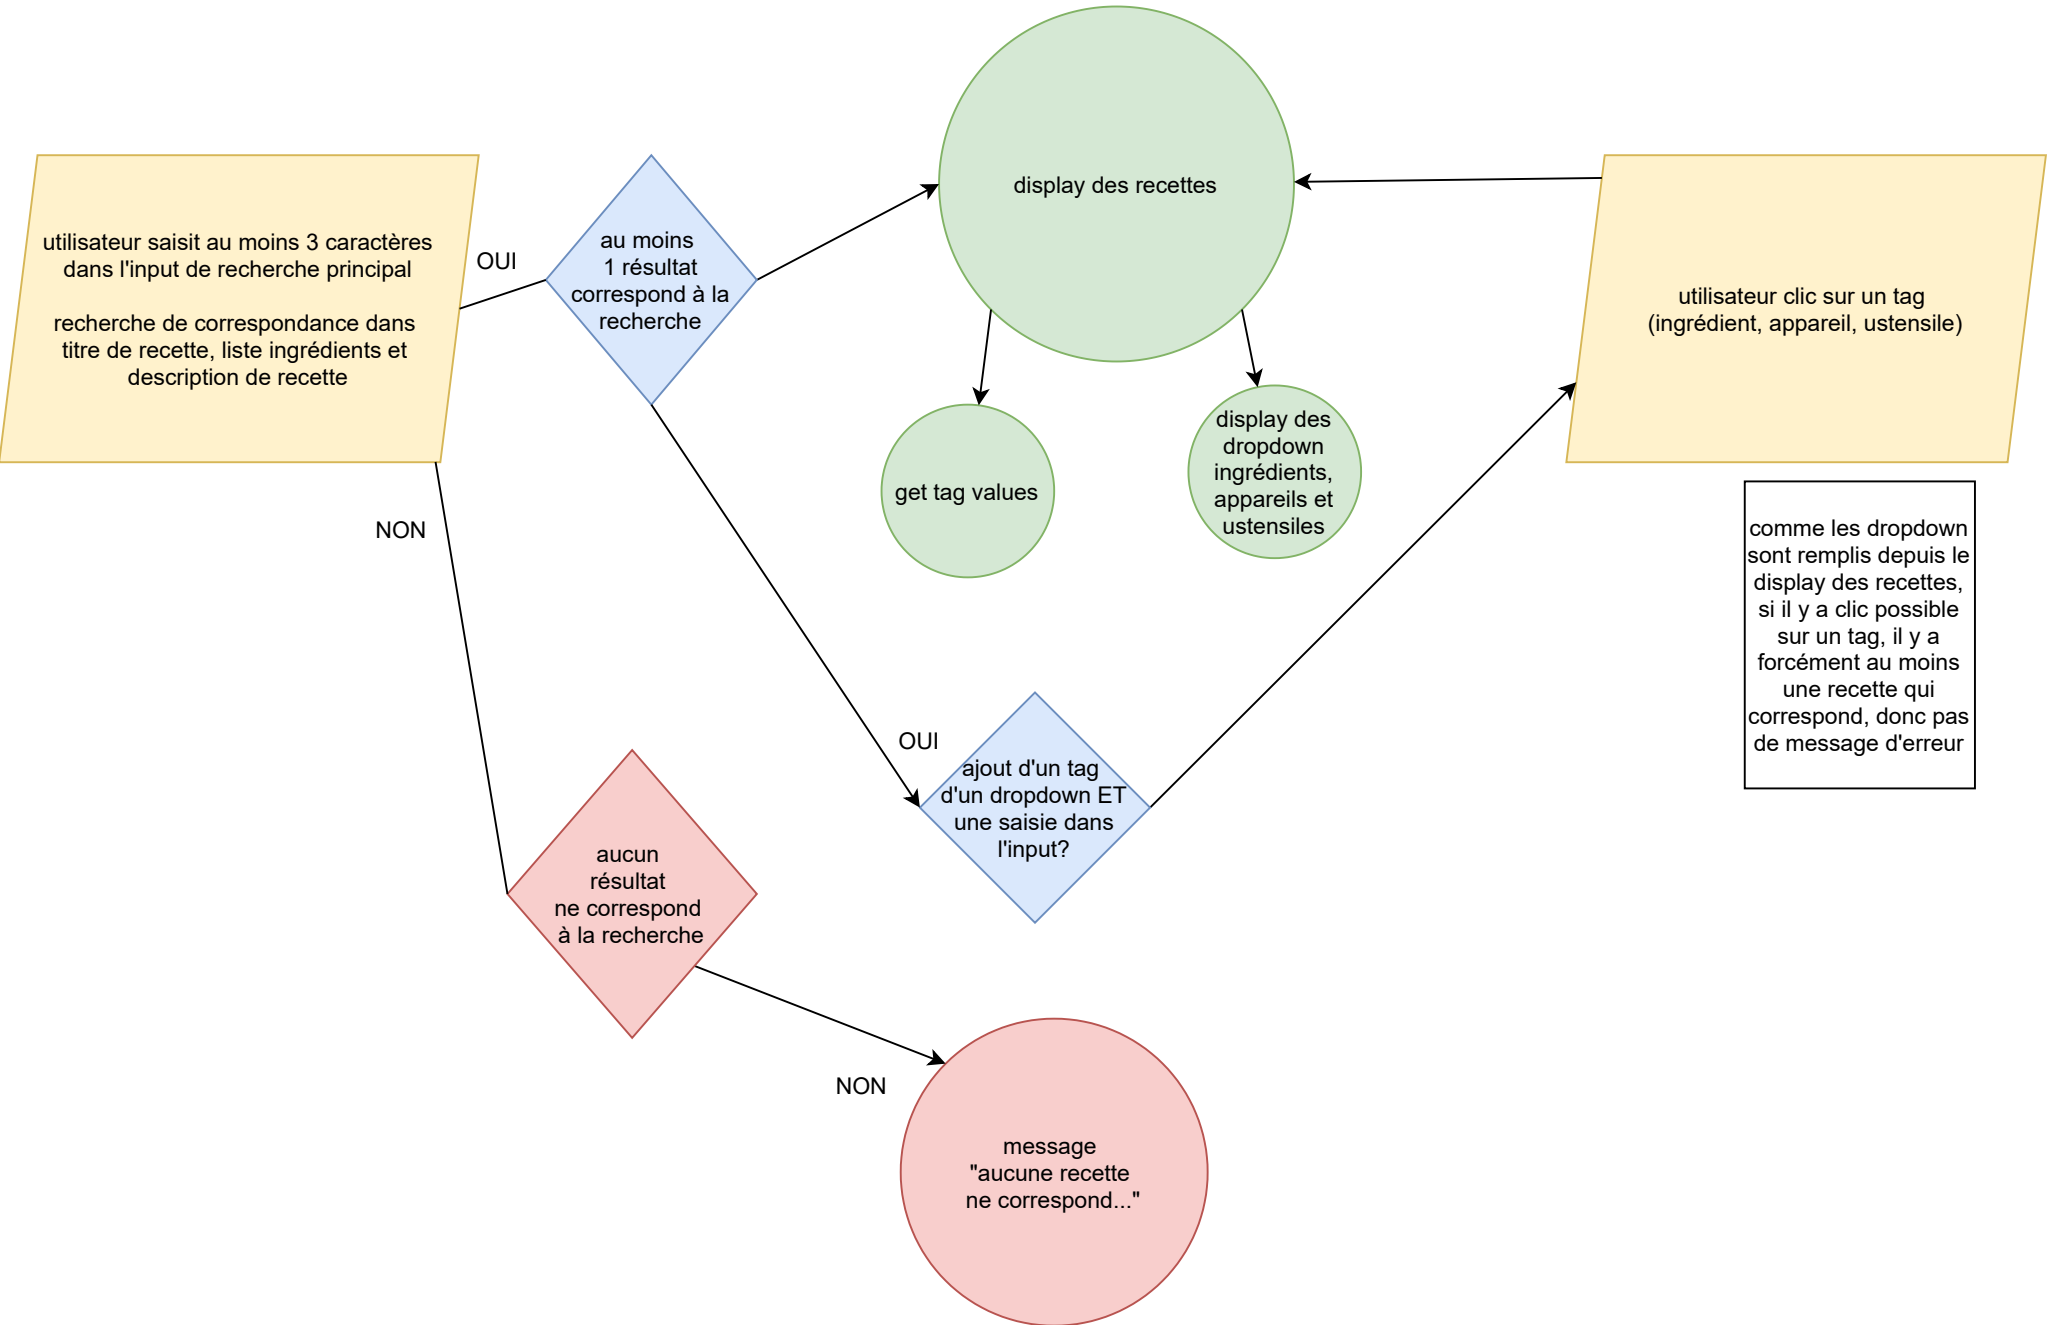 utilisateur saisit au moins 3 caractères
dans l'input de recherche principal
recherche de correspondance dans
titre de recette, liste ingrédients et
description de recette
OUI
au moins
1 résultat
correspond à la
recherche
display des recettes
utilisateur clic sur un tag
(ingrédient, appareil, ustensile)
get tag values
display des
dropdown
ingrédients,
appareils et
ustensiles
comme les dropdown
sont remplis depuis le
display des recettes,
si il y a clic possible
sur un tag, il y a
forcément au moins
une recette qui
correspond, donc pas
de message d'erreur
NON
OUI
ajout d'un tag
d'un dropdown ET
une saisie dans
l'input?
aucun
résultat
ne correspond
à la recherche
NON
message
"aucune recette
ne correspond..."